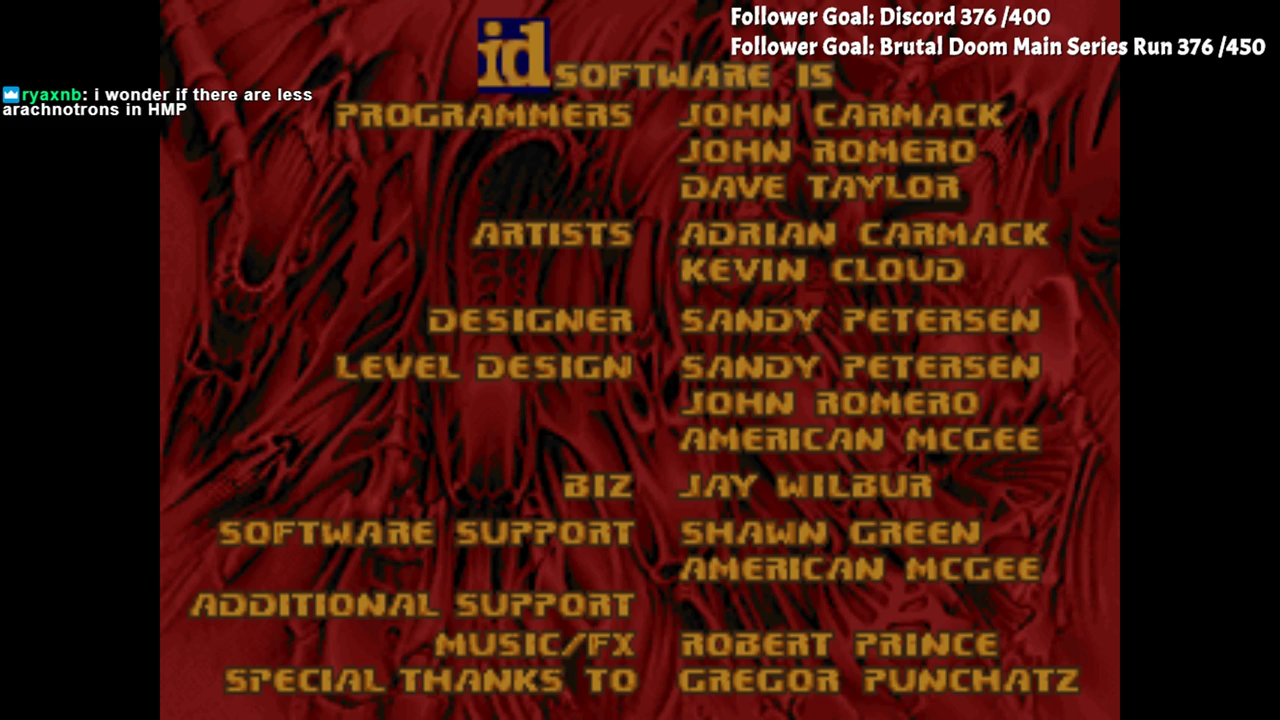 Follower Goal: Discord 376 /400
Follower Goal: Brutal Doom Main Series Run 376 /450
ryaxnb: i wonder if there are less
arachnotrons in HMP
id SOFTWARE IS
PROGRAMMERS JOHN CARMACK
JOHN ROMERO
DAVE TAYLOR
ARTISTS ADRIAN CARMACK
KEVIN CLOUD
DESIGNER SANDY PETERSEN
LEVEL DESIGN SANDY PETERSEN
JOHN ROMERO
AMERICAN MCGEE
BIZ JAY WILBUR
SOFTWARE SUPPORT SHAWN GREEN
AMERICAN MCGEE
ADDITIONAL SUPPORT
MUSIC/FX ROBERT PRINCE
SPECIAL THANKS TO GREGOR PUNCHATZ